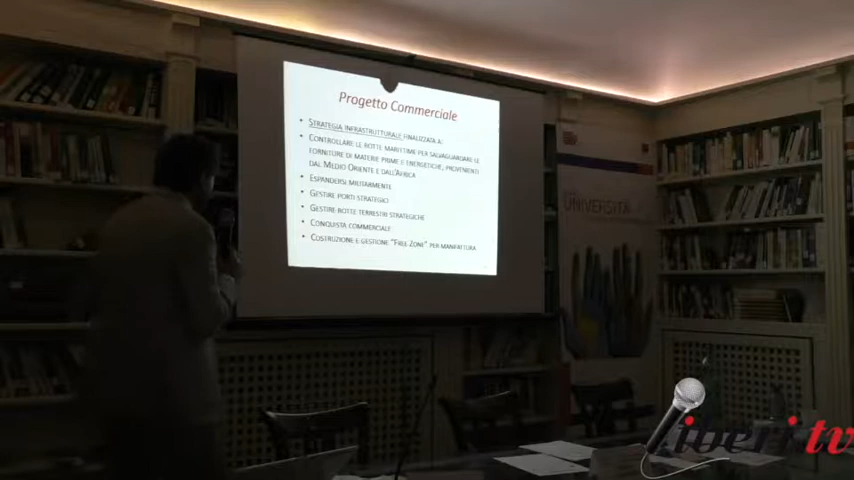 Progetto Commerciale
• Strategia infrastrutturale finalizzata a:
• Controllare le rotte marittime per salvaguardare le
forniture di materie prime e energetiche, provenienti
dal Medio Oriente e dall'Africa
• Espandersi militarmente
• Gestire porti strategici
• Gestire rotte terrestri strategiche
• Conquista commerciale
• Costruzione e gestione "Free Zone" per manifattura
UNIVERSITÀ
liberi.tv